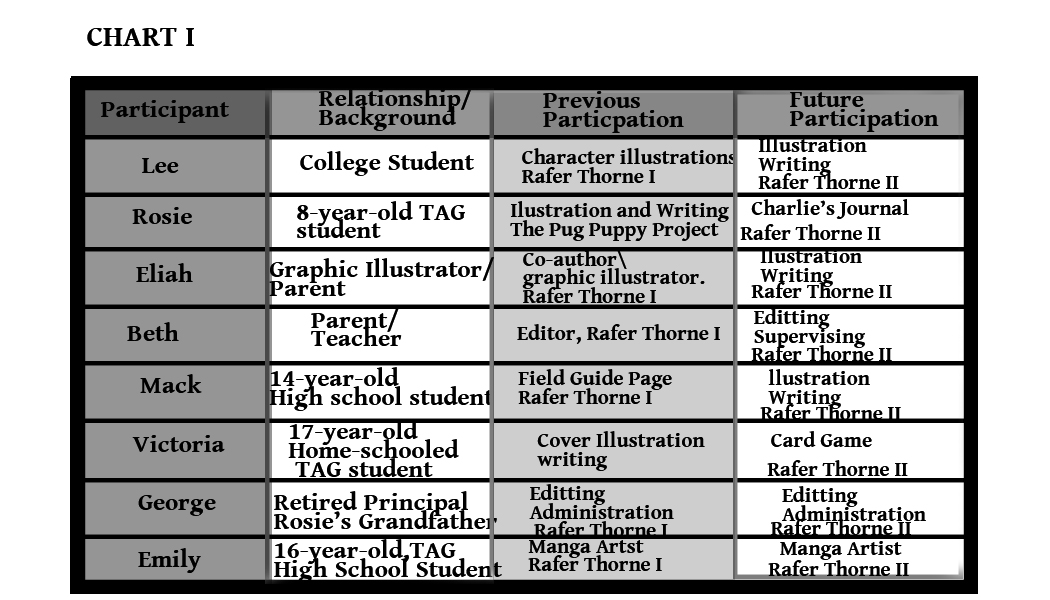 CHART I
Participant
Relationship/
Background
Previous
Particpation
Future
Participation
Lee
College Student
Character illustrations
Rafer Thorne I
Illustration
Writing
Rafer Thorne II
Rosie
8-year-old TAG
student
Ilustration and Writing
The Pug Puppy Project
Charlie's Journal
Rafer Thorne II
Eliah
Graphic Illustrator/
Parent
Co-author\
graphic illustrator.
Rafer Thorne I
llustration
Writing
Rafer Thorne II
Beth
Parent/
Teacher
Editor, Rafer Thorne I
Editting
Supervising
Rafer Thorne II
Mack
14-year-old
High school student
Field Guide Page
Rafer Thorne I
llustration
Writing
Rafer Thorne II
Victoria
17-year-old
Home-schooled
TAG student
Cover Illustration
writing
Card Game
Rafer Thorne II
George
Retired Principal
Rosie's Grandfather
Editting
Administration
Rafer Thorne I
Editting
Administration
Rafer Thorne II
Emily
16-year-old,TAG
High School Student
Manga Artst
Rafer Thorne I
Manga Artist
Rafer Thorne II